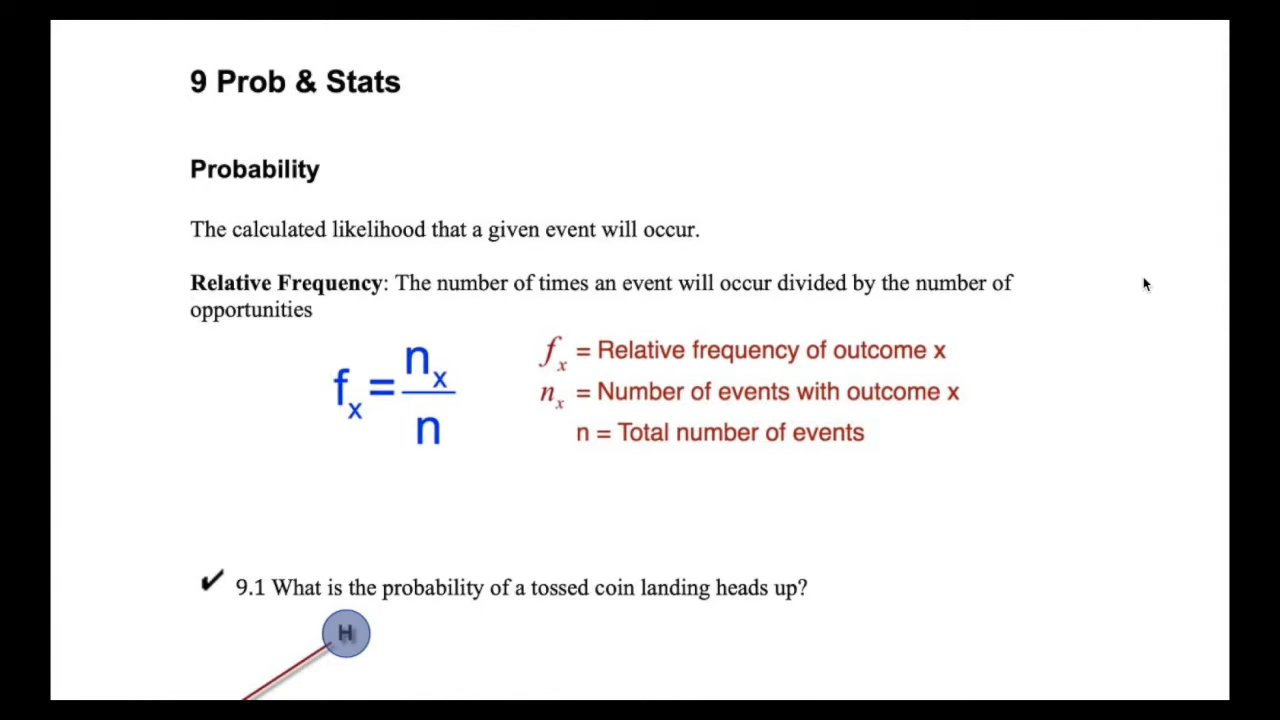 9 Prob & Stats
Probability
The calculated likelihood that a given event will occur.
Relative Frequency: The number of times an event will occur divided by the number of
opportunities
fx = nx / n
fx = Relative frequency of outcome x
nx = Number of events with outcome x
n = Total number of events
✔ 9.1 What is the probability of a tossed coin landing heads up?
H